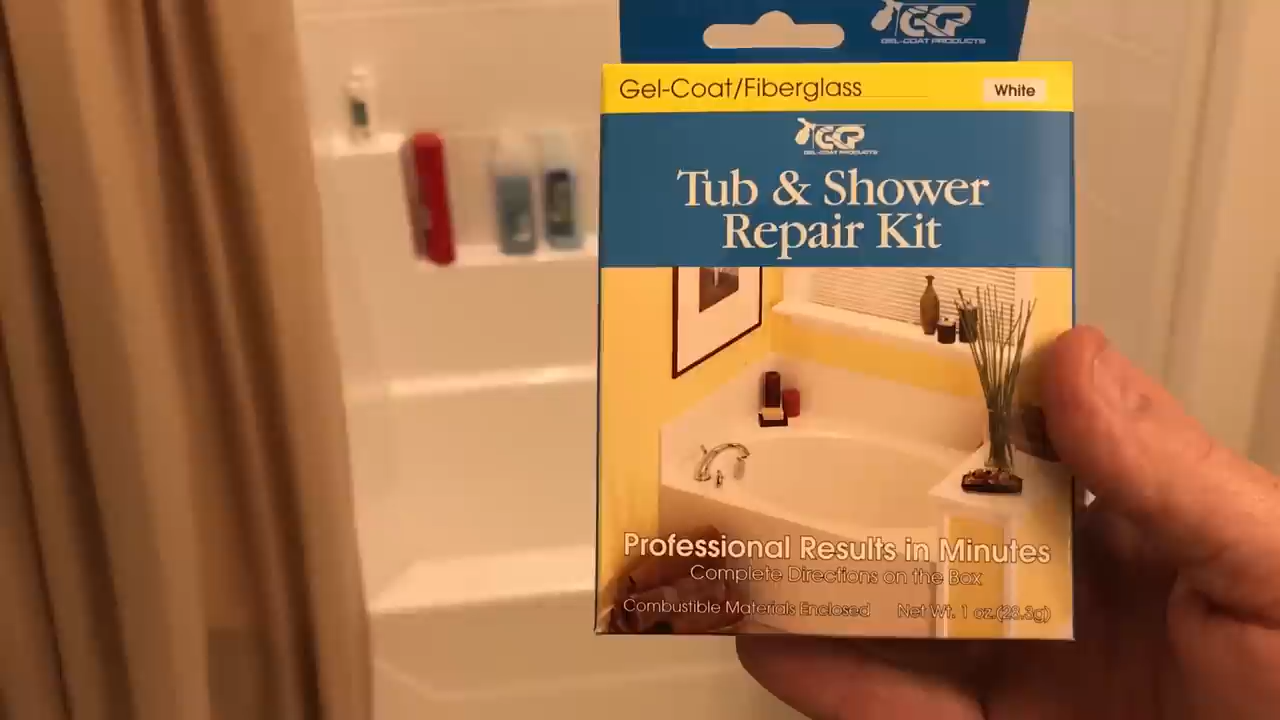 GCP
GEL-COAT PRODUCTS
Gel-Coat/Fiberglass White
GCP
GEL-COAT PRODUCTS
Tub & Shower
Repair Kit
Professional Results in Minutes
Complete Directions on the Box
Combustible Materials Enclosed Net Wt. 1 oz.(28.3g)